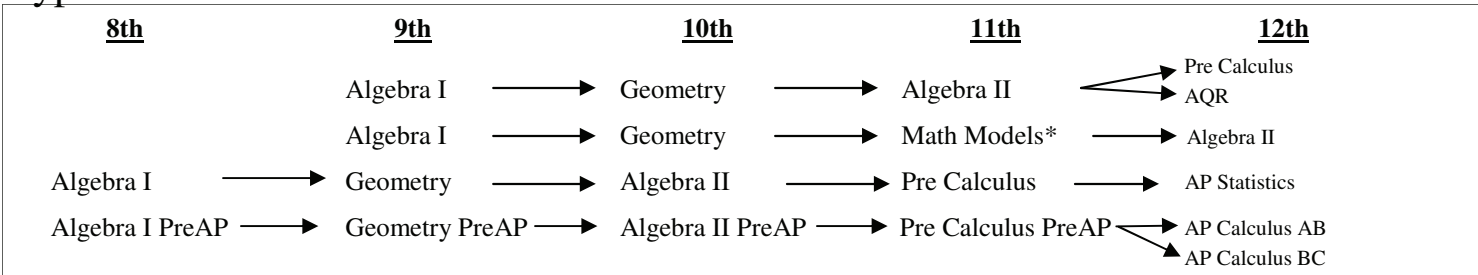 8th 9th 10th 11th 12th
Pre Calculus
Algebra I Geometry Algebra II
AQR
Algebra I Geometry Math Models* Algebra II
Algebra I Geometry Algebra II Pre Calculus AP Statistics
Algebra I PreAP Geometry PreAP Algebra II PreAP Pre Calculus PreAP AP Calculus AB
AP Calculus BC